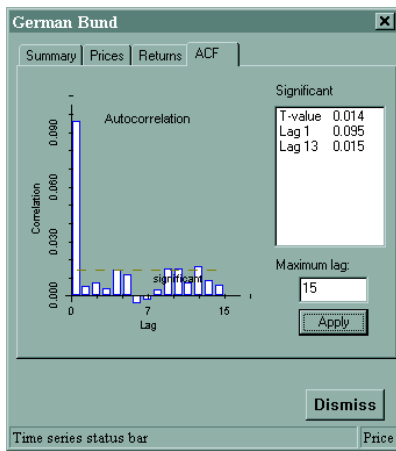 German Bund
Summary Prices Returns ACF
Significant
T-value 0.014
Lag 1 0.095
Lag 13 0.015
Autocorrelation
Correlation
0.090
0.060
0.030
0.000
significant
0 7 15
Lag
Maximum lag:
15
Apply
Dismiss
Time series status bar Price